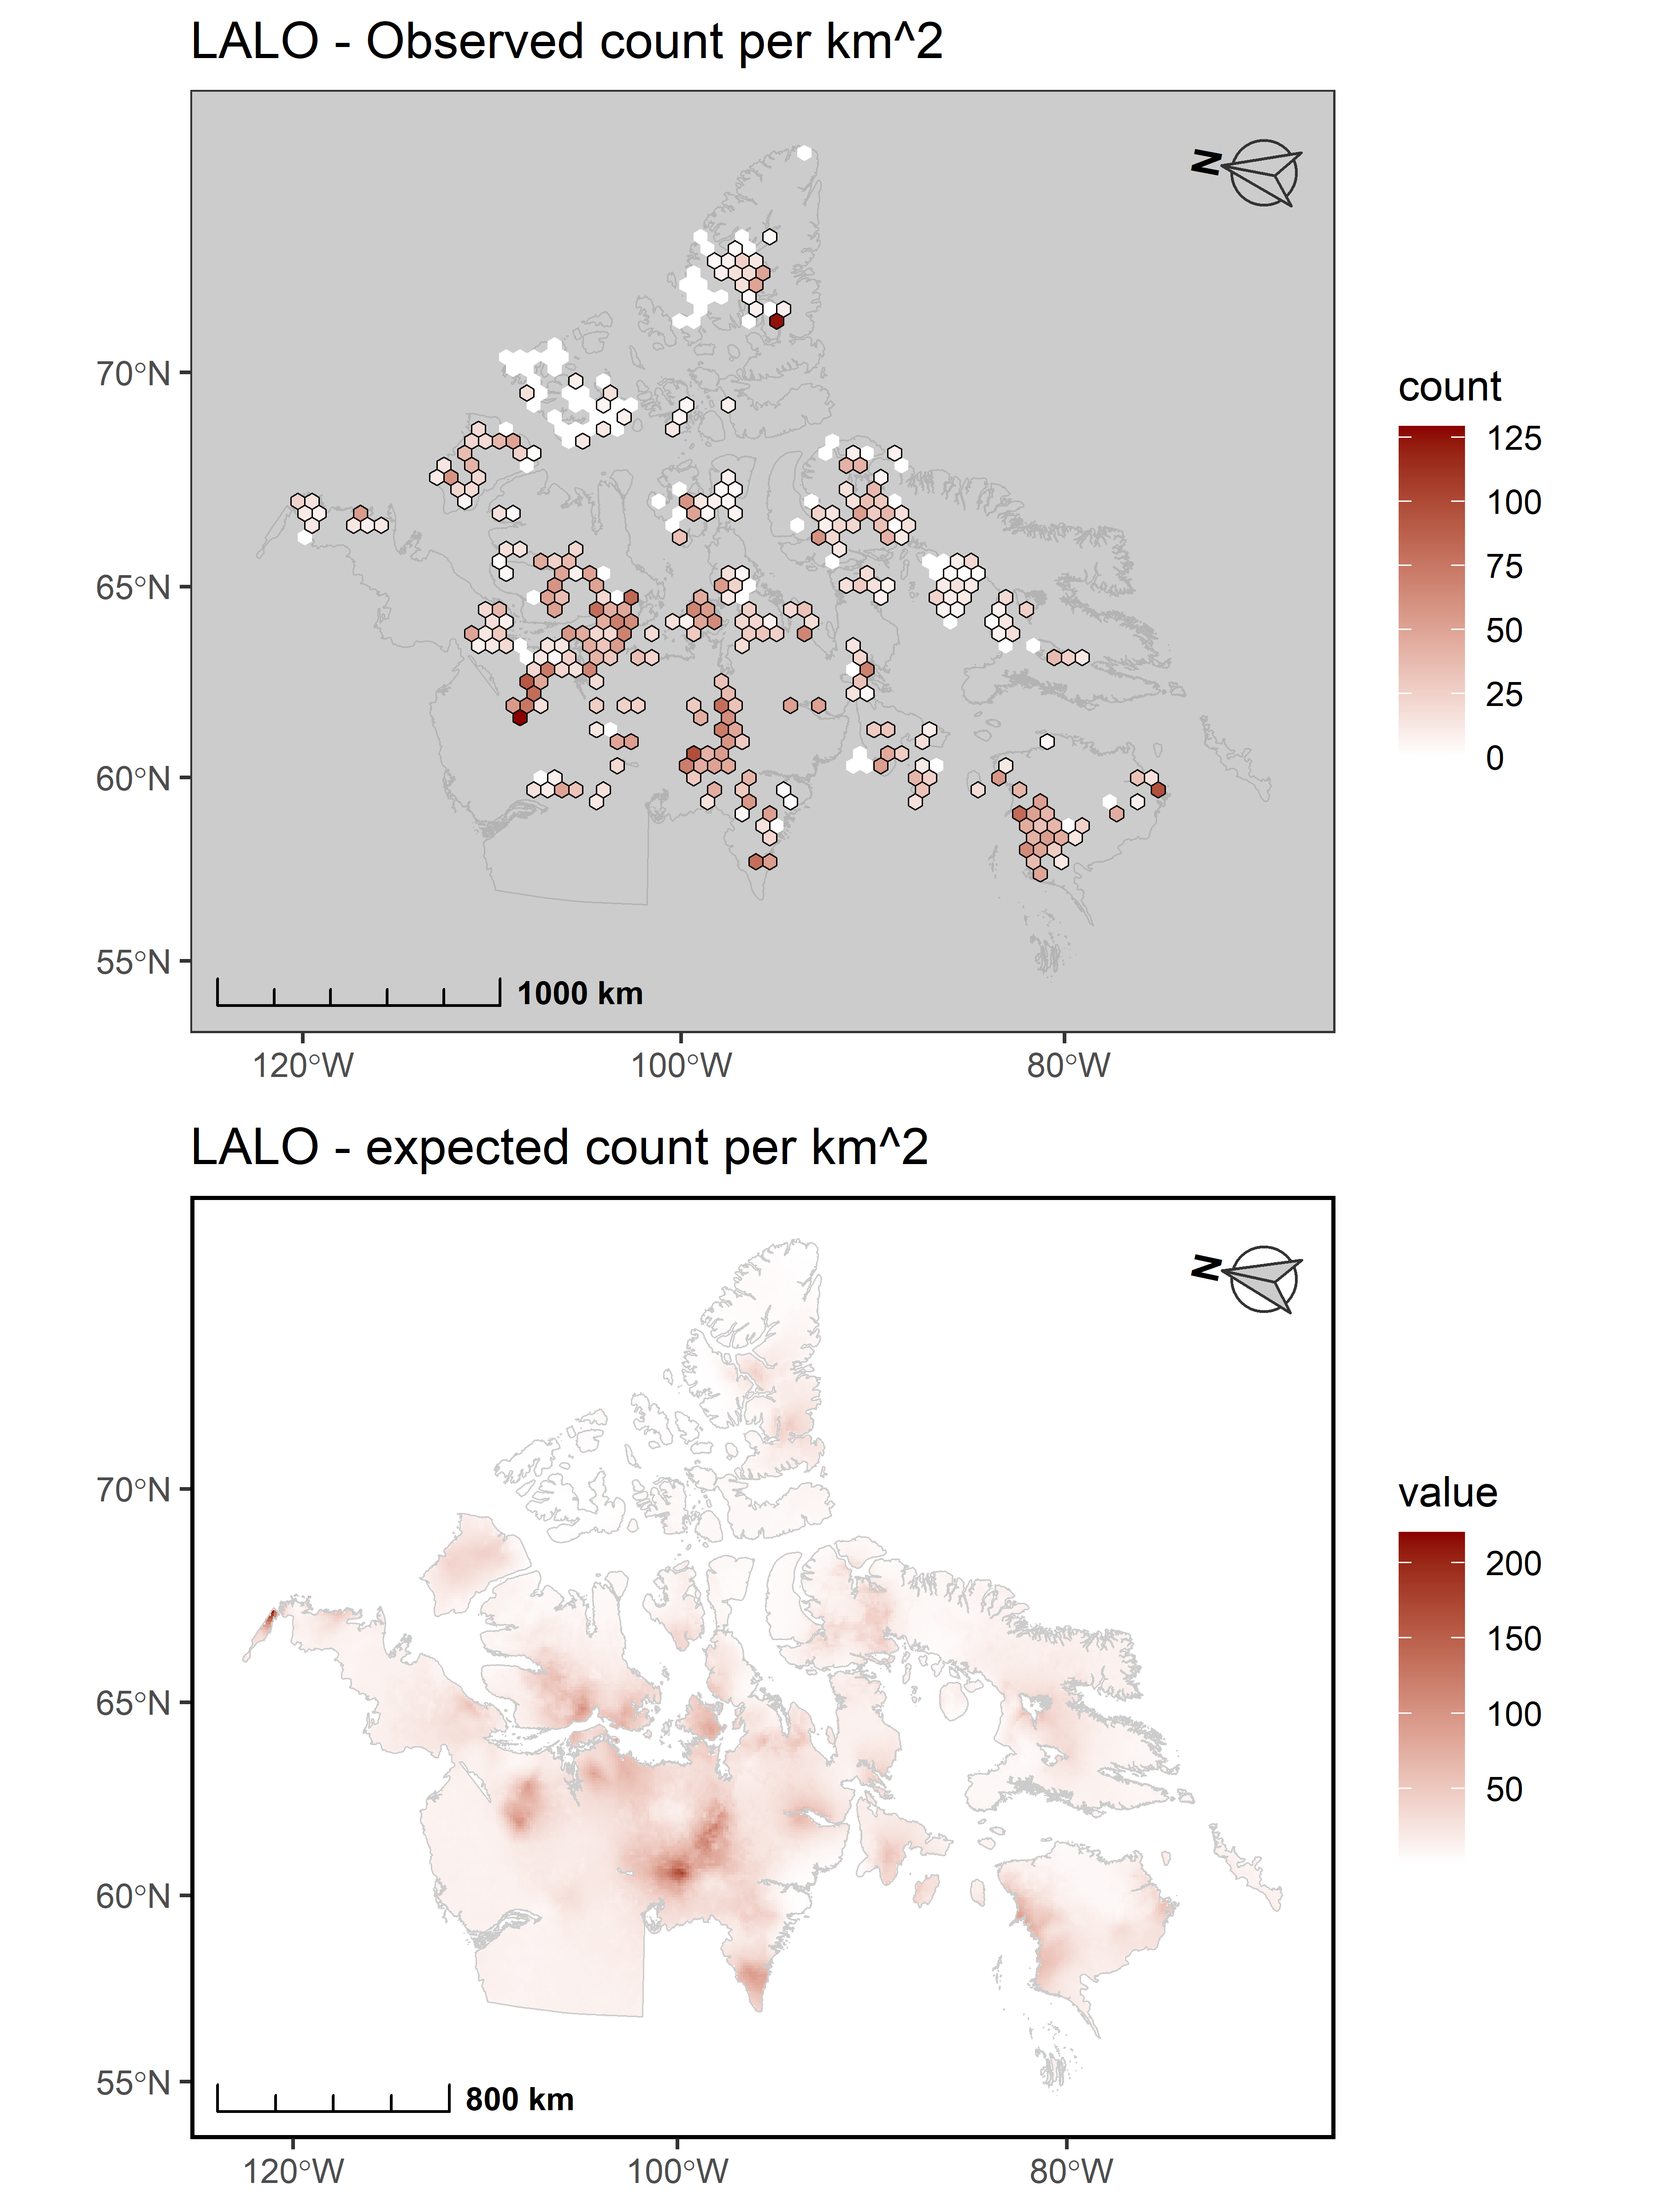 LALO - Observed count per km^2
N
70°N
65°N
60°N
55°N
1000 km
120°W
100°W
80°W
count
125
100
75
50
25
0
LALO - expected count per km^2
N
70°N
65°N
60°N
55°N
800 km
120°W
100°W
80°W
value
200
150
100
50